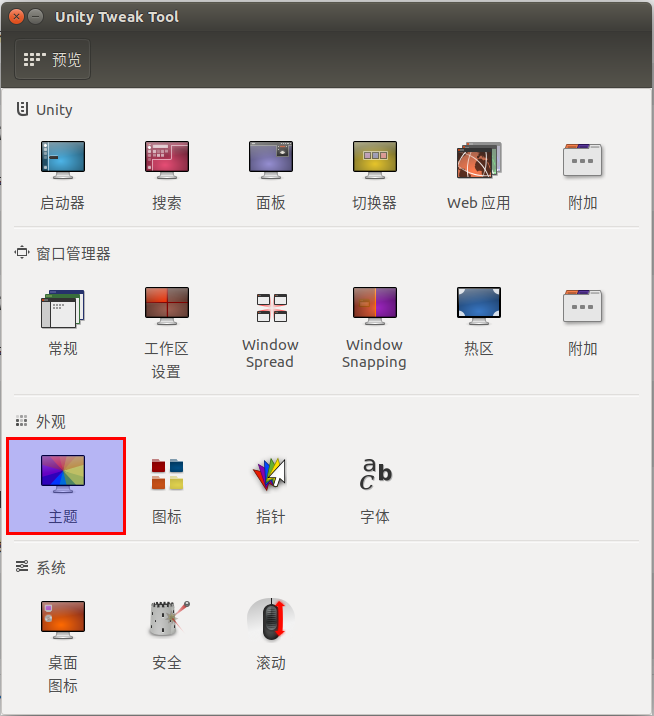 Unity Tweak Tool
预览
Unity
启动器
搜索
面板
切换器
Web 应用
附加
窗口管理器
常规
工作区
设置
Window
Spread
Window
Snapping
热区
附加
外观
主题
图标
指针
字体
系统
桌面
图标
安全
滚动